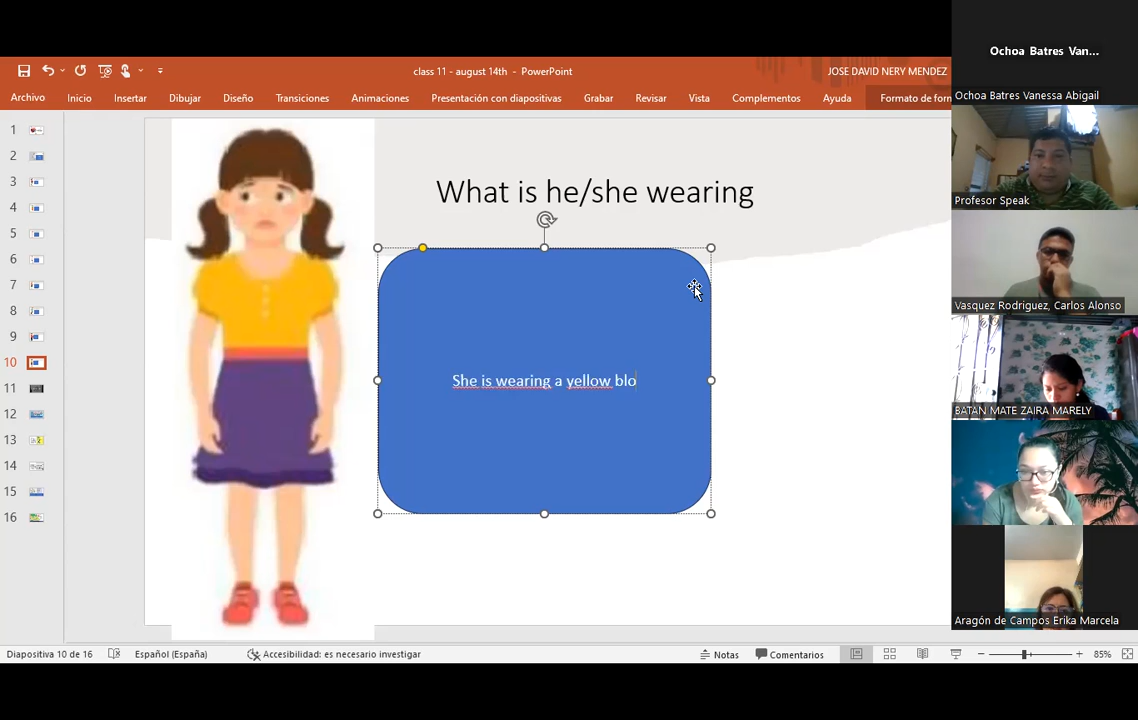 class 11 - august 14th - PowerPoint
JOSE DAVID NERY MENDEZ
Archivo Inicio Insertar Dibujar Diseño Transiciones Animaciones Presentación con diapositivas Grabar Revisar Vista Complementos Ayuda Formato de forn
1
2
3
4
5
6
7
8
9
10
11
12
13
14
15
16
What is he/she wearing
She is wearing a yellow blo
Ochoa Batres Van...
Ochoa Batres Vanessa Abigail
Profesor Speak
Vasquez Rodriguez, Carlos Alonso
BATAN MATE ZAIRA MARELY
Aragón de Campos Erika Marcela
Diapositiva 10 de 16 Español (España) Accesibilidad: es necesario investigar Notas Comentarios 85%